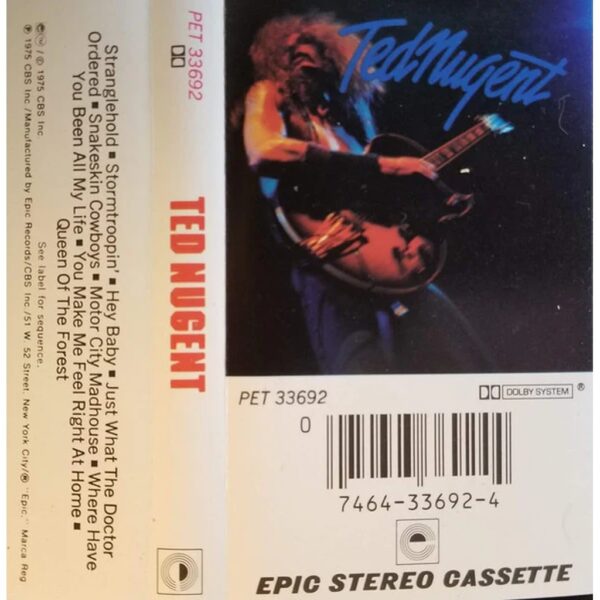 Stranglehold ■ Stormtroopin' ■ Hey Baby ■ Just What The Doctor
Ordered ■ Snakeskin Cowboys ■ Motor City Madhouse ■ Where Have
You Been All My Life ■ You Make Me Feel Right At Home ■
Queen Of The Forest
See label for sequence.
℗ / © 1975 CBS Inc.
℗ 1975 CBS Inc./Manufactured by Epic Records/CBS Inc./51 W. 52 Street, New York City/® "Epic," Marca Reg
PET 33692
TED NUGENT
Ted Nugent
PET 33692
DOLBY SYSTEM ®
0
7464-33692-4
EPIC STEREO CASSETTE